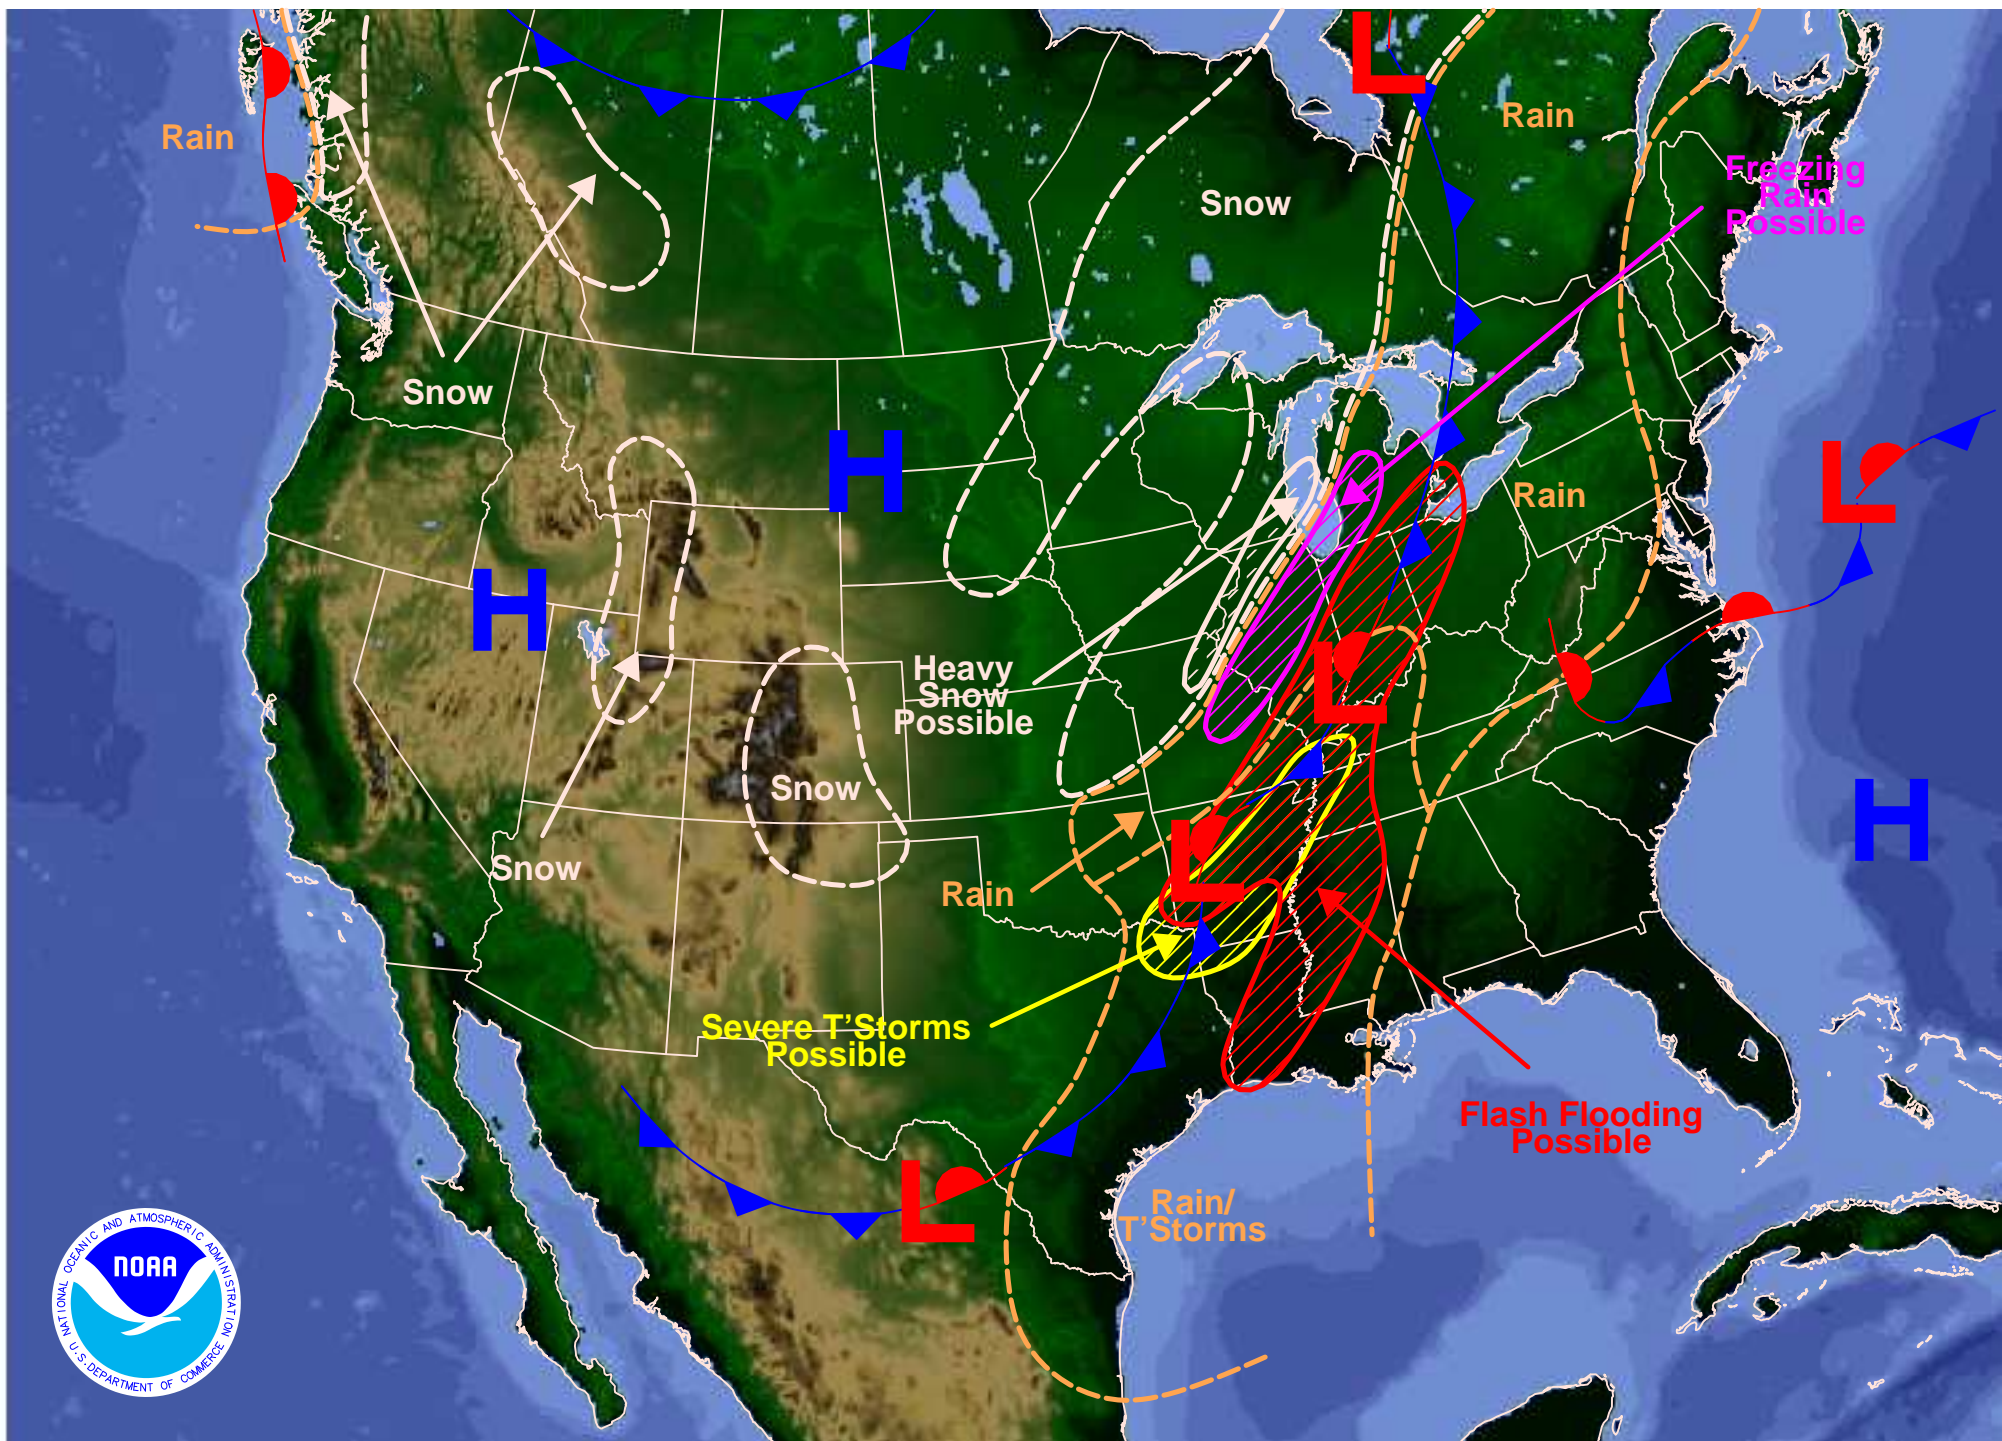 L
Rain
Rain
Freezing
Rain
Possible
Snow
Snow
H
L
Rain
H
Heavy
Snow
Possible
L
Snow
H
L
Snow
Rain
Severe T'Storms
Possible
Flash Flooding
Possible
L
Rain/
T'Storms
NATIONAL OCEANIC AND ATMOSPHERIC ADMINISTRATION
NOAA
U.S. DEPARTMENT OF COMMERCE